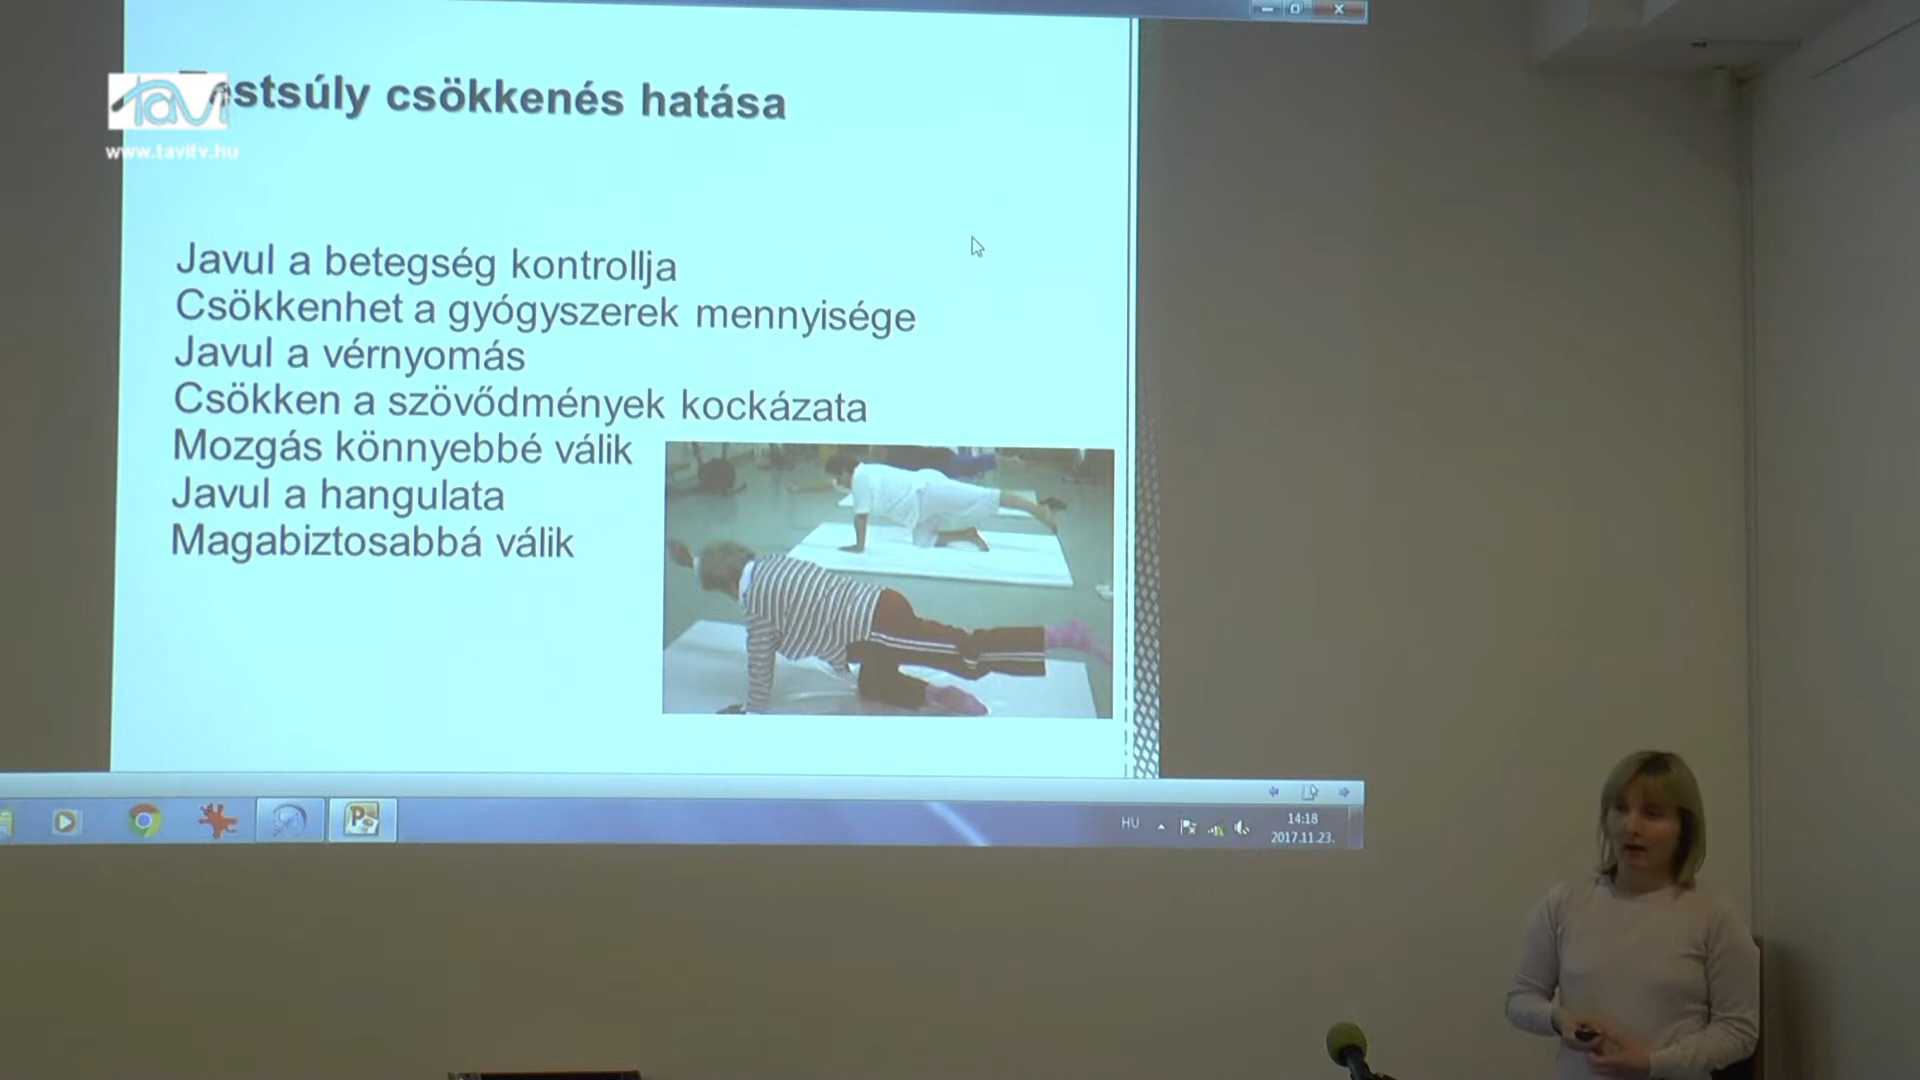 Testsúly csökkenés hatása
TaVi
www.tavitv.hu
Javul a betegség kontrollja
Csökkenhet a gyógyszerek mennyisége
Javul a vérnyomás
Csökken a szövődmények kockázata
Mozgás könnyebbé válik
Javul a hangulata
Magabiztosabbá válik
HU
14:18
2017.11.23.